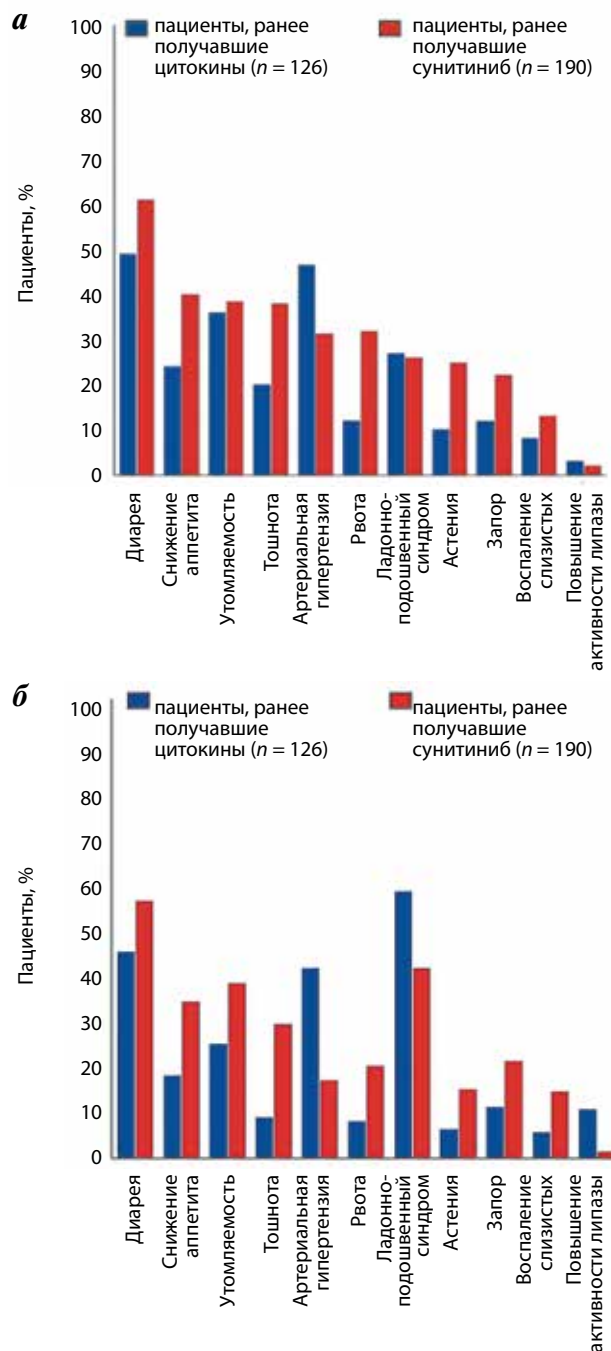 а
пациенты, ранее
получавшие
цитокины (n = 126)
пациенты, ранее
получавшие
сунитиниб (n = 190)
Пациенты, %
100
90
80
70
60
50
40
30
20
10
0
Диарея
Снижение
аппетита
Утомляемость
Тошнота
Артериальная
гипертензия
Рвота
Ладонно-
подошвенный
синдром
Астения
Запор
Воспаление
слизистых
Повышение
активности липазы
б
пациенты, ранее
получавшие
цитокины (n = 126)
пациенты, ранее
получавшие
сунитиниб (n = 190)
Пациенты, %
100
90
80
70
60
50
40
30
20
10
0
Диарея
Снижение
аппетита
Утомляемость
Тошнота
Артериальная
гипертензия
Рвота
Ладонно-
подошвенный
синдром
Астения
Запор
Воспаление
слизистых
Повышение
активности липазы